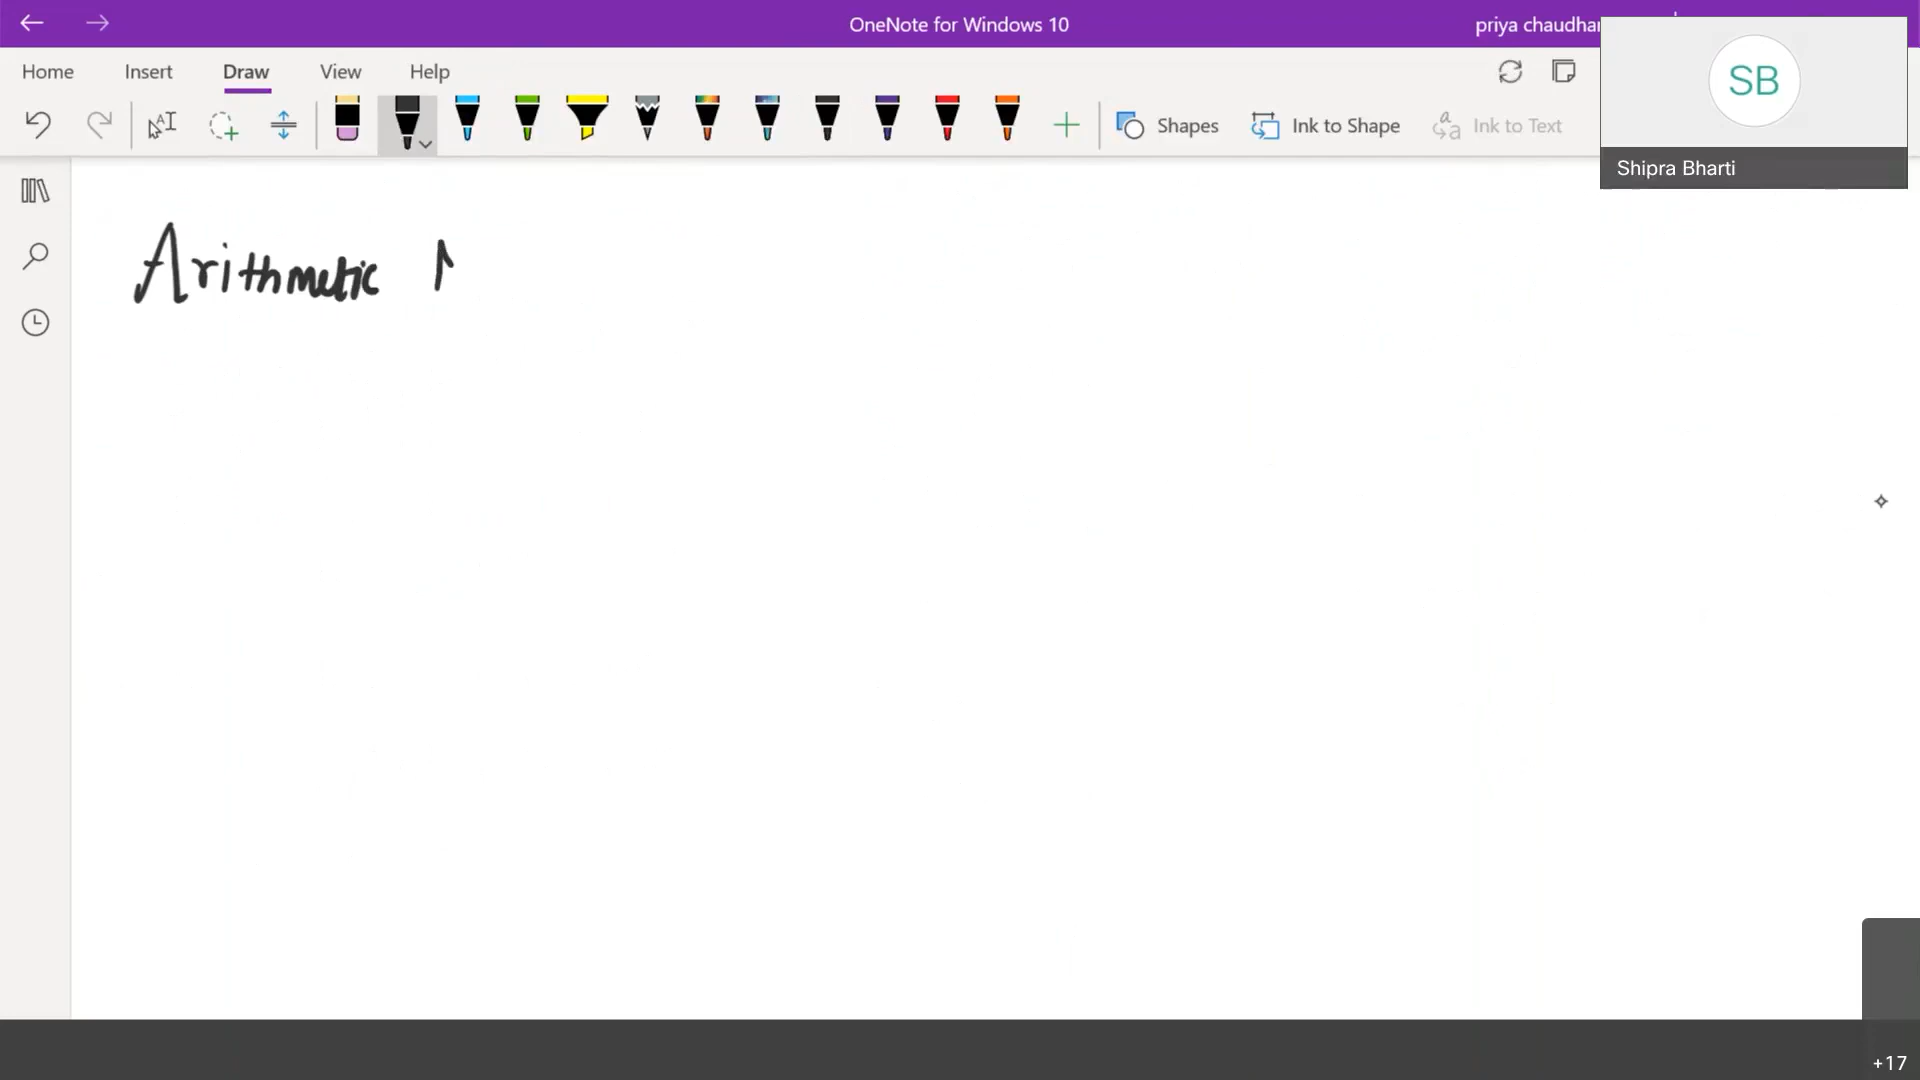 OneNote for Windows 10
priya chaudha
SB
Shipra Bharti
Home Insert Draw View Help
Shapes Ink to Shape Ink to Text
Arithmetic
+17